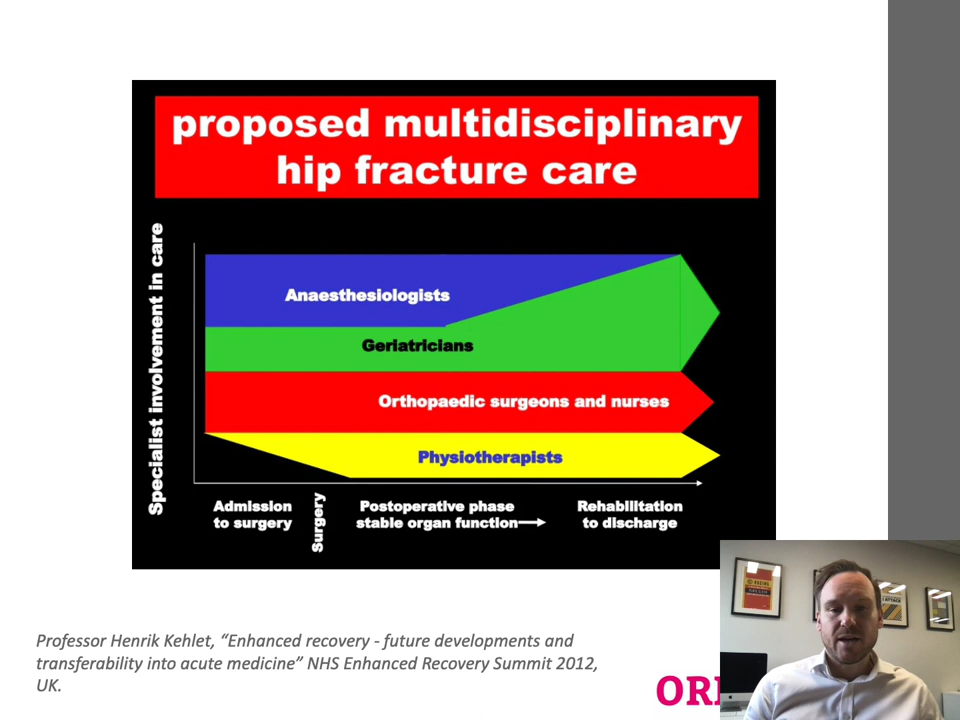 proposed multidisciplinary
hip fracture care
Specialist involvement in care
Anaesthesiologists
Geriatricians
Orthopaedic surgeons and nurses
Physiotherapists
Admission
to surgery
Surgery
Postoperative phase
stable organ function
Rehabilitation
to discharge
Professor Henrik Kehlet, “Enhanced recovery - future developments and
transferability into acute medicine” NHS Enhanced Recovery Summit 2012,
UK.